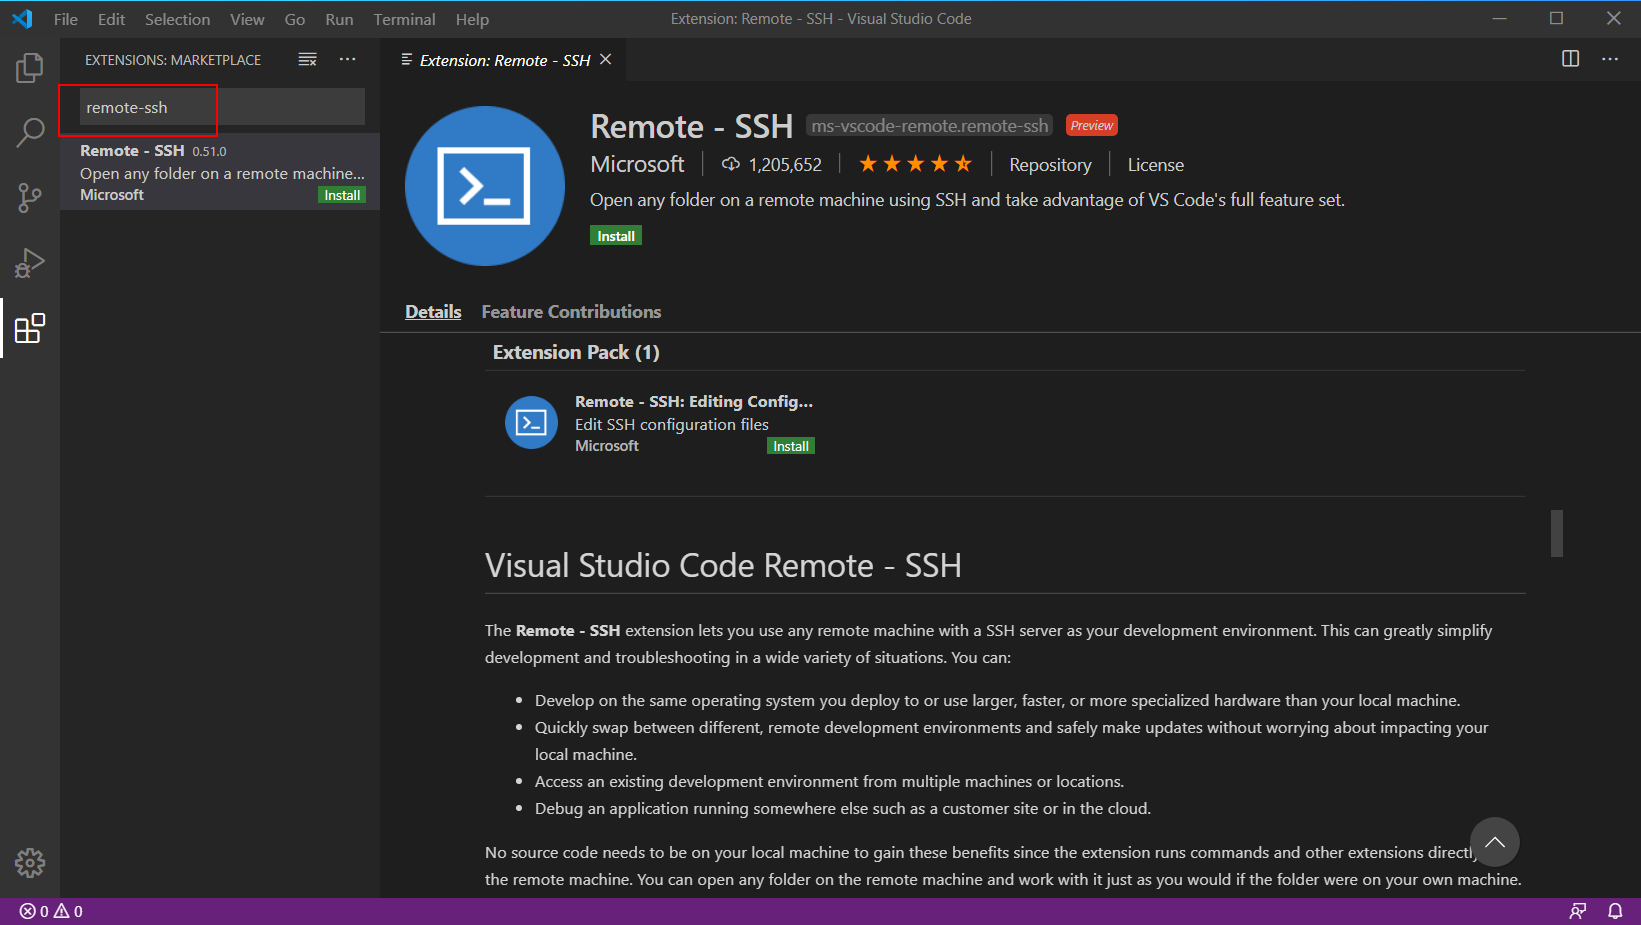 File Edit Selection View Go Run Terminal Help
Extension: Remote - SSH - Visual Studio Code
EXTENSIONS: MARKETPLACE
remote-ssh
Remote - SSH 0.51.0
Open any folder on a remote machine...
Microsoft Install
Extension: Remote - SSH
Remote - SSH ms-vscode-remote.remote-ssh Preview
Microsoft 1,205,652 Repository License
Open any folder on a remote machine using SSH and take advantage of VS Code's full feature set.
Install
Details Feature Contributions
Extension Pack (1)
Remote - SSH: Editing Config...
Edit SSH configuration files
Microsoft Install
Visual Studio Code Remote - SSH
The Remote - SSH extension lets you use any remote machine with a SSH server as your development environment. This can greatly simplify
development and troubleshooting in a wide variety of situations. You can:
• Develop on the same operating system you deploy to or use larger, faster, or more specialized hardware than your local machine.
• Quickly swap between different, remote development environments and safely make updates without worrying about impacting your
local machine.
• Access an existing development environment from multiple machines or locations.
• Debug an application running somewhere else such as a customer site or in the cloud.
No source code needs to be on your local machine to gain these benefits since the extension runs commands and other extensions directly
the remote machine. You can open any folder on the remote machine and work with it just as you would if the folder were on your own machine.
0 0